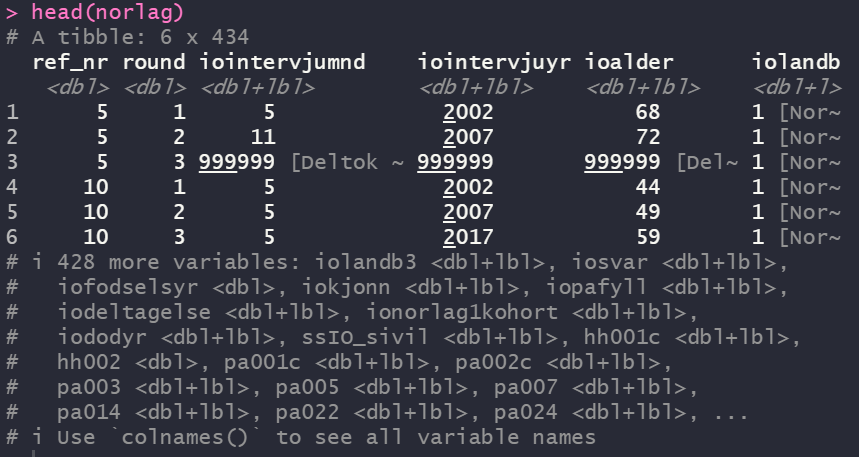 > head(norlag)
# A tibble: 6 x 434
  ref_nr round iointervjumnd    iointervjuyr ioalder      iolandb
   <dbl> <dbl> <dbl+lbl>        <dbl+lbl>    <dbl+lbl>    <dbl+l>
1      5     1      5             2002           68       1 [Nor~
2      5     2     11             2007           72       1 [Nor~
3      5     3 999999 [Deltok ~ 999999       999999 [Del~ 1 [Nor~
4     10     1      5             2002           44       1 [Nor~
5     10     2      5             2007           49       1 [Nor~
6     10     3      5             2017           59       1 [Nor~
# i 428 more variables: iolandb3 <dbl+lbl>, iosvar <dbl+lbl>,
#   iofodselsyr <dbl>, iokjonn <dbl+lbl>, iopafyll <dbl+lbl>,
#   iodeltagelse <dbl+lbl>, ionorlag1kohort <dbl+lbl>,
#   iododyr <dbl+lbl>, ssIO_sivil <dbl+lbl>, hh001c <dbl+lbl>,
#   hh002 <dbl>, pa001c <dbl+lbl>, pa002c <dbl+lbl>,
#   pa003 <dbl+lbl>, pa005 <dbl+lbl>, pa007 <dbl+lbl>,
#   pa014 <dbl+lbl>, pa022 <dbl+lbl>, pa024 <dbl+lbl>, ...
# i Use `colnames()` to see all variable names